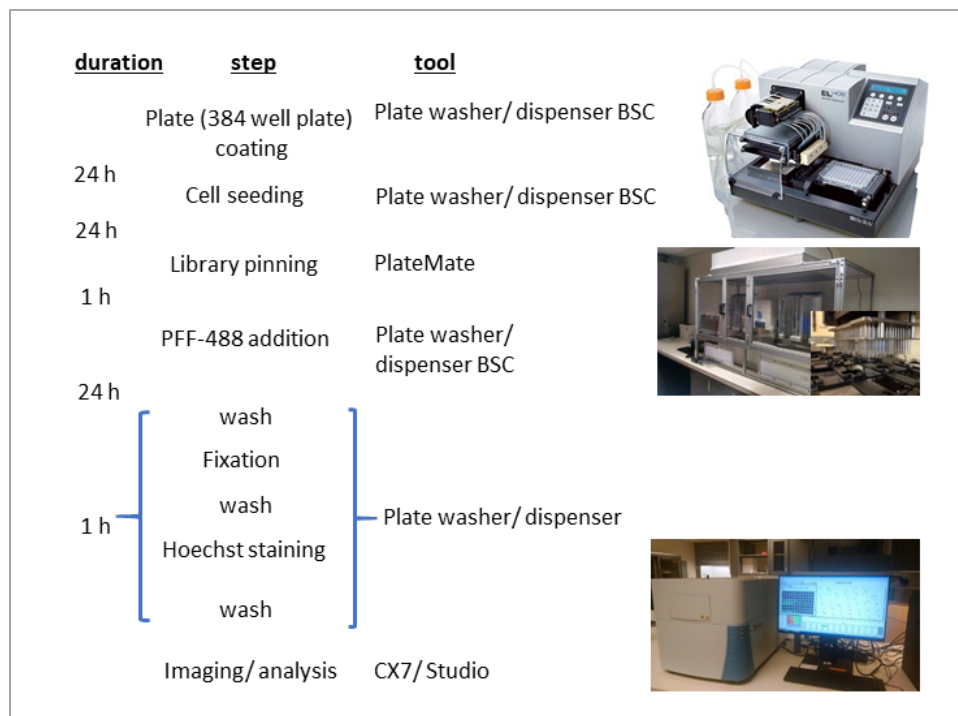 duration step tool
Plate (384 well plate) Plate washer/ dispenser BSC
coating
24 h
Cell seeding Plate washer/ dispenser BSC
24 h
Library pinning PlateMate
1 h
PFF-488 addition Plate washer/
dispenser BSC
24 h
wash
Fixation
wash
1 h Plate washer/ dispenser
Hoechst staining
wash
Imaging/ analysis CX7/ Studio